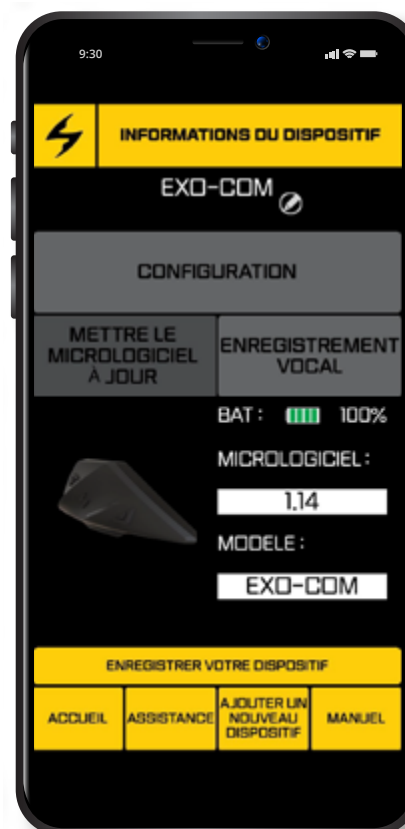 9:30
INFORMATIONS DU DISPOSITIF
EXO-COM
CONFIGURATION
METTRE LE
MICROLOGICIEL
À JOUR
ENREGISTREMENT
VOCAL
BAT : 100%
MICROLOGICIEL :
1.14
MODELE :
EXO-COM
ENREGISTRER VOTRE DISPOSITIF
ACCUEIL
ASSISTANCE
AJOUTER UN
NOUVEAU
DISPOSITIF
MANUEL